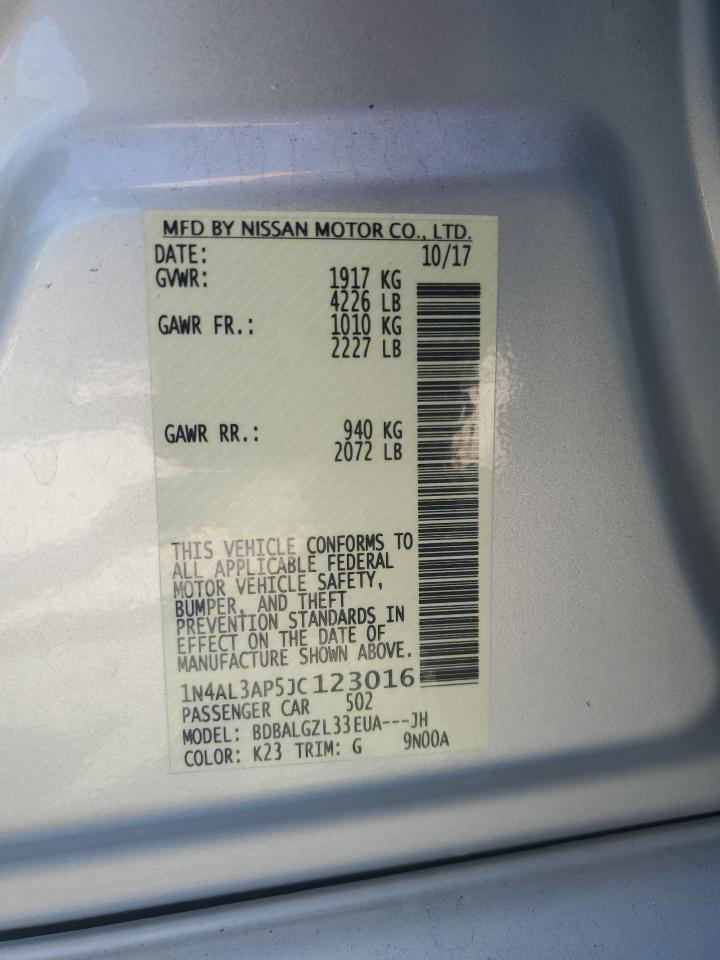 MFD BY NISSAN MOTOR CO., LTD.
DATE: 10/17
GVWR: 1917 KG
4226 LB
GAWR FR.: 1010 KG
2227 LB
GAWR RR.: 940 KG
2072 LB
THIS VEHICLE CONFORMS TO
ALL APPLICABLE FEDERAL
MOTOR VEHICLE SAFETY,
BUMPER, AND THEFT
PREVENTION STANDARDS IN
EFFECT ON THE DATE OF
MANUFACTURE SHOWN ABOVE.
1N4AL3AP5JC123016
PASSENGER CAR 502
MODEL: BDBALGZL33EUA---JH
COLOR: K23 TRIM: G 9N00A